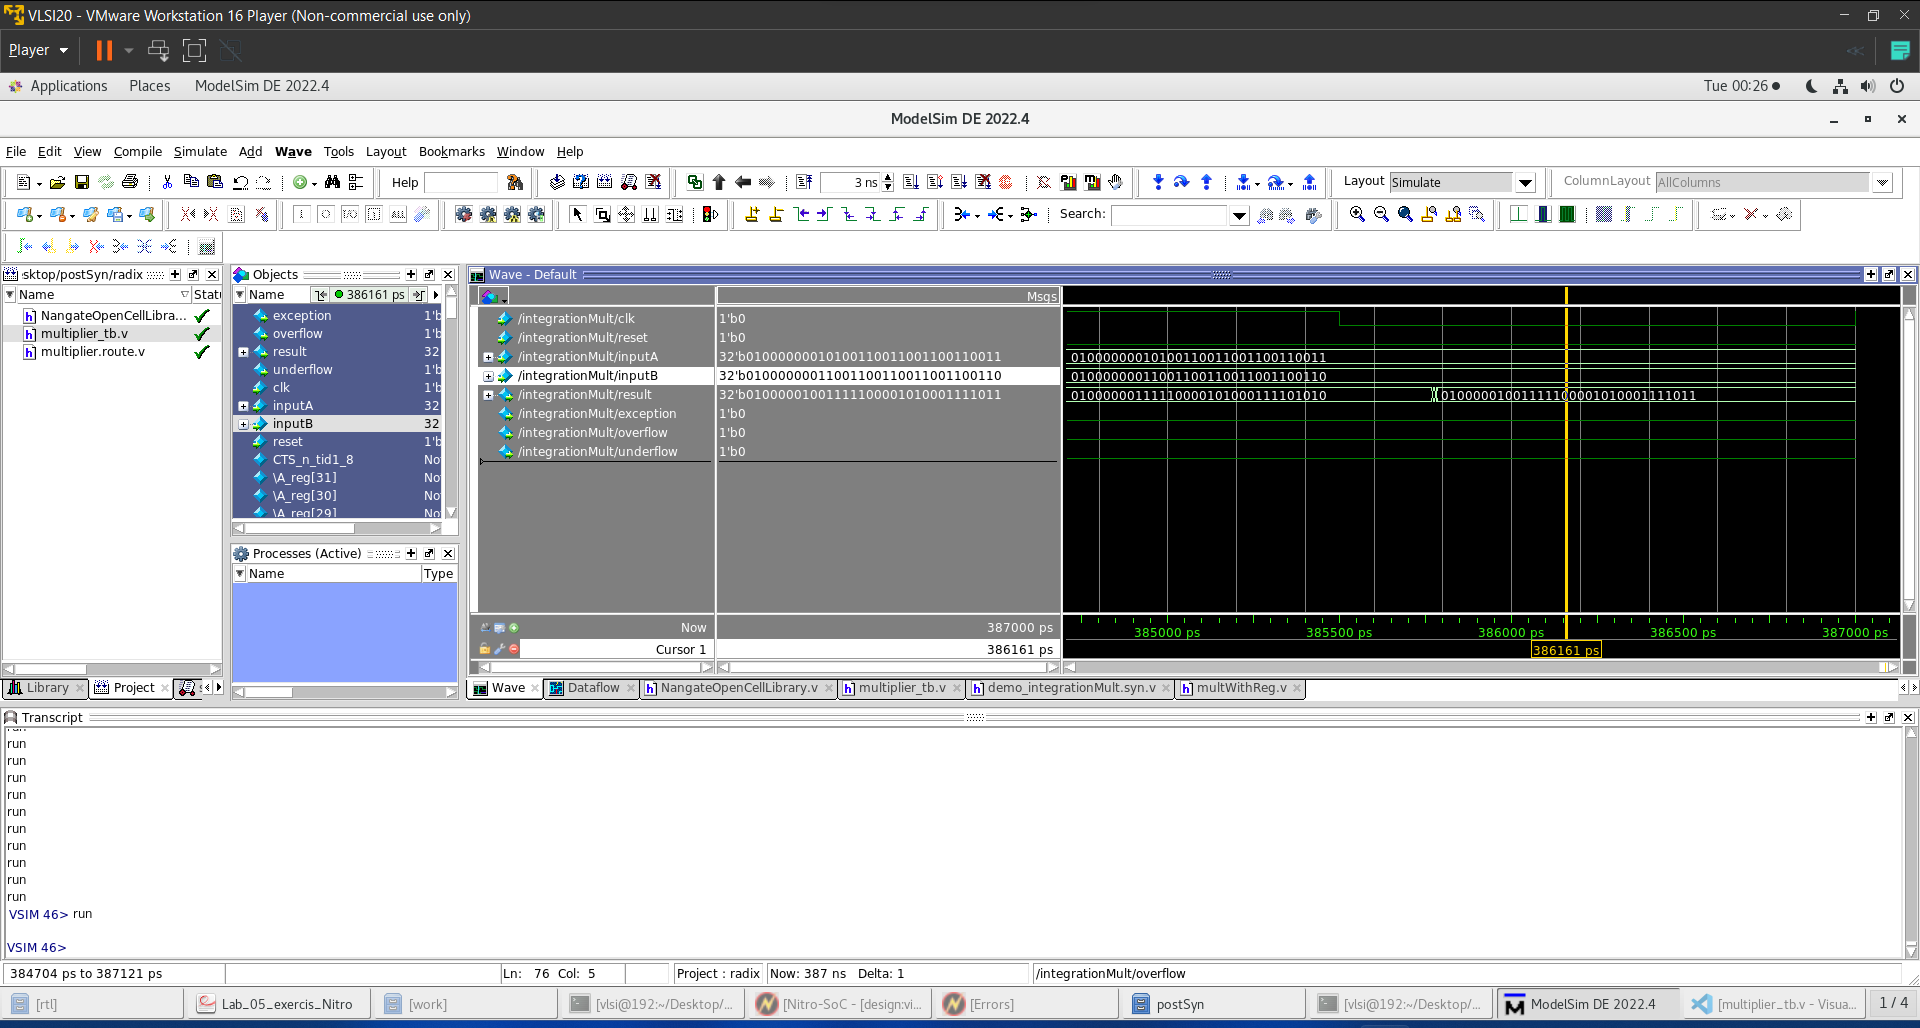 VLSI20 - VMware Workstation 16 Player (Non-commercial use only)
Player
Applications Places ModelSim DE 2022.4 Tue 00:26
ModelSim DE 2022.4
File Edit View Compile Simulate Add Wave Tools Layout Bookmarks Window Help
Help 3 ns Layout Simulate ColumnLayout AllColumns
Search:
sktop/postSyn/radix
Name Statu
NangateOpenCellLibra...
multiplier_tb.v
multiplier.route.v
Library Project
Objects
Name 386161 ps
exception 1'b
overflow 1'b
result 32
underflow 1'b
clk 1'b
inputA 32
inputB 32
reset 1'b
CTS_n_tid1_8 No
\A_reg[31] No
\A_reg[30] No
\A_reg[29] No
Processes (Active)
Name Type
Wave - Default
Msgs
/integrationMult/clk 1'b0
/integrationMult/reset 1'b0
/integrationMult/inputA 32'b01000000010100110011001100110011 01000000010100110011001100110011
/integrationMult/inputB 32'b01000000011001100110011001100110 01000000011001100110011001100110
/integrationMult/result 32'b01000001001111100001010001111011 01000000111110000101000111101010 01000001001111100001010001111011
/integrationMult/exception 1'b0
/integrationMult/overflow 1'b0
/integrationMult/underflow 1'b0
Now 387000 ps 385000 ps 385500 ps 386000 ps 386500 ps 387000 ps
Cursor 1 386161 ps 386161 ps
Wave Dataflow NangateOpenCellLibrary.v multiplier_tb.v demo_integrationMult.syn.v multWithReg.v
Transcript
run
run
run
run
run
run
run
run
run
run
run
VSIM 46> run
VSIM 46>
384704 ps to 387121 ps Ln: 76 Col: 5 Project : radix Now: 387 ns Delta: 1 /integrationMult/overflow
[rtl] Lab_05_exercis_Nitro [work] [vlsi@192:~/Desktop/... [Nitro-SoC - [design:vi... [Errors] postSyn [vlsi@192:~/Desktop/... ModelSim DE 2022.4 [multiplier_tb.v - Visua... 1 / 4